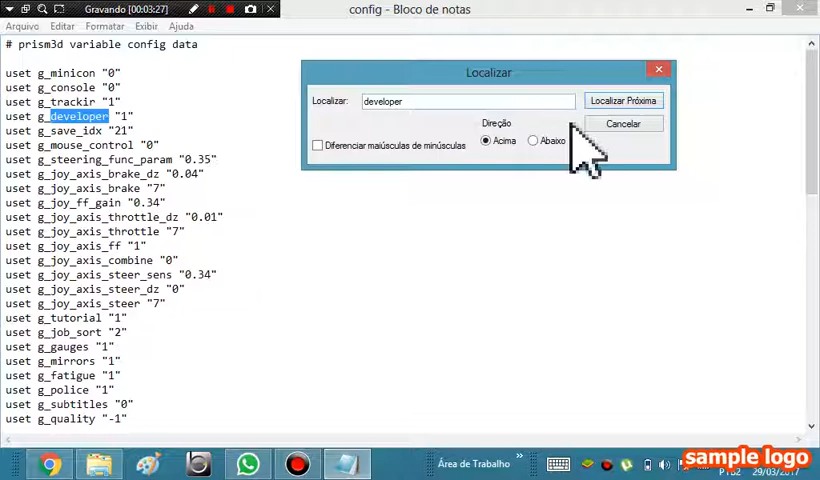 Gravando [00:03:27]
config - Bloco de notas
Arquivo Editar Formatar Exibir Ajuda
# prism3d variable config data
uset g_minicon "0"
uset g_console "0"
uset g_trackir "1"
uset g_developer "1"
uset g_save_idx "21"
uset g_mouse_control "0"
uset g_steering_func_param "0.35"
uset g_joy_axis_brake_dz "0.04"
uset g_joy_axis_brake "7"
uset g_joy_ff_gain "0.34"
uset g_joy_axis_throttle_dz "0.01"
uset g_joy_axis_throttle "7"
uset g_joy_axis_ff "1"
uset g_joy_axis_combine "0"
uset g_joy_axis_steer_sens "0.34"
uset g_joy_axis_steer_dz "0"
uset g_joy_axis_steer "7"
uset g_tutorial "1"
uset g_job_sort "2"
uset g_gauges "1"
uset g_mirrors "1"
uset g_fatigue "1"
uset g_police "1"
uset g_subtitles "0"
uset g_quality "-1"
Localizar
Localizar: developer Localizar Próxima
Direção Cancelar
Diferenciar maiúsculas de minúsculas Acima Abaixo
Área de Trabalho »
sample logo
29/03/2017